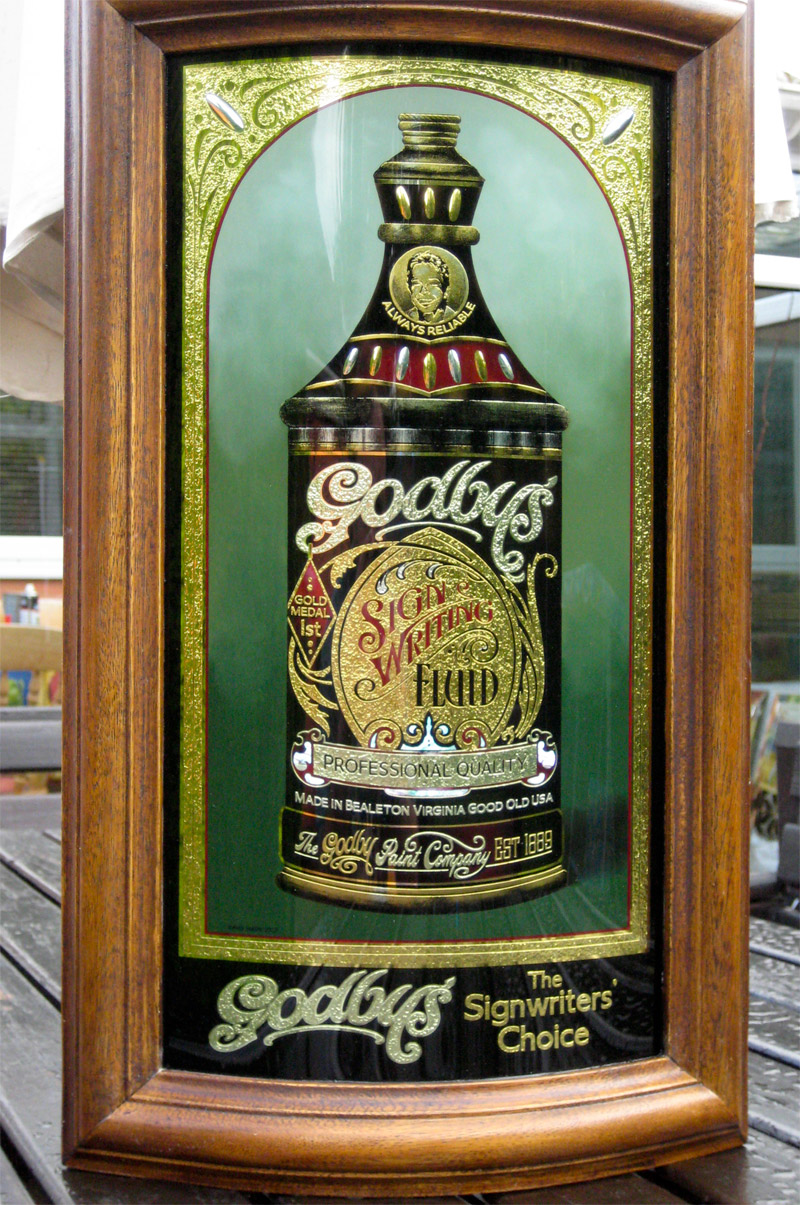 ALWAYS RELIABLE
Godbys'
GOLD
MEDAL
1st
SIGN
WRITING
FLUID
PROFESSIONAL QUALITY
MADE IN BEALETON VIRGINIA GOOD OLD USA
The Godby Paint Company EST 1889
Godbys'
The
Signwriters'
Choice